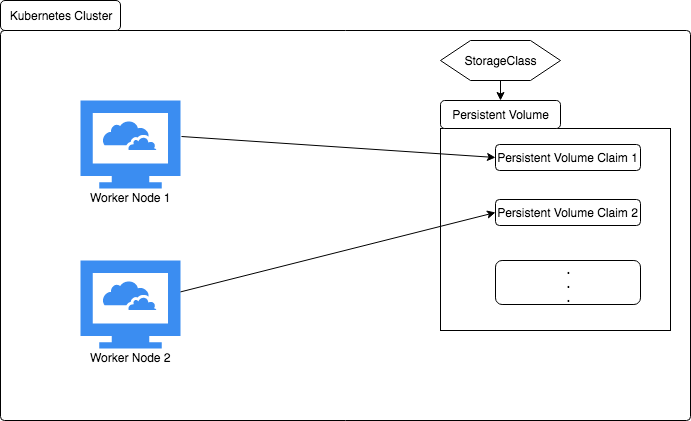 Kubernetes Cluster
StorageClass
Persistent Volume
Persistent Volume Claim 1
Worker Node 1
Persistent Volume Claim 2
.
.
.
Worker Node 2